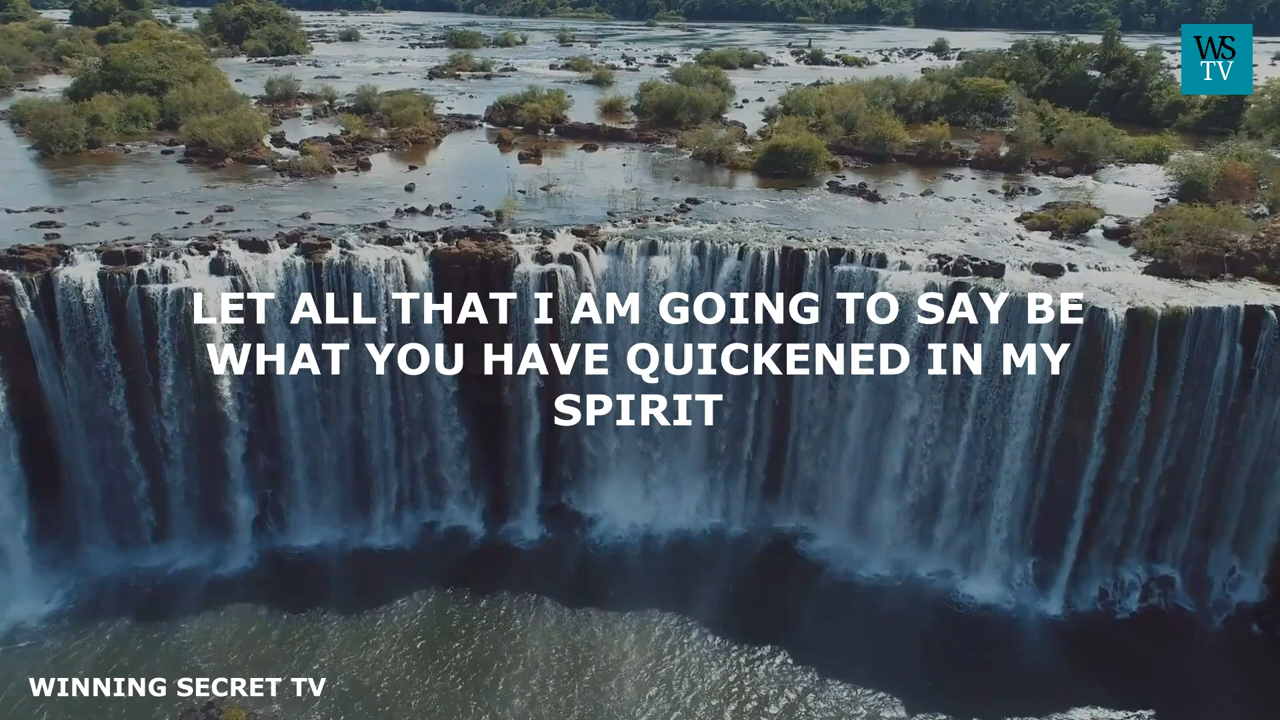 WS
TV
LET ALL THAT I AM GOING TO SAY BE
WHAT YOU HAVE QUICKENED IN MY
SPIRIT
WINNING SECRET TV